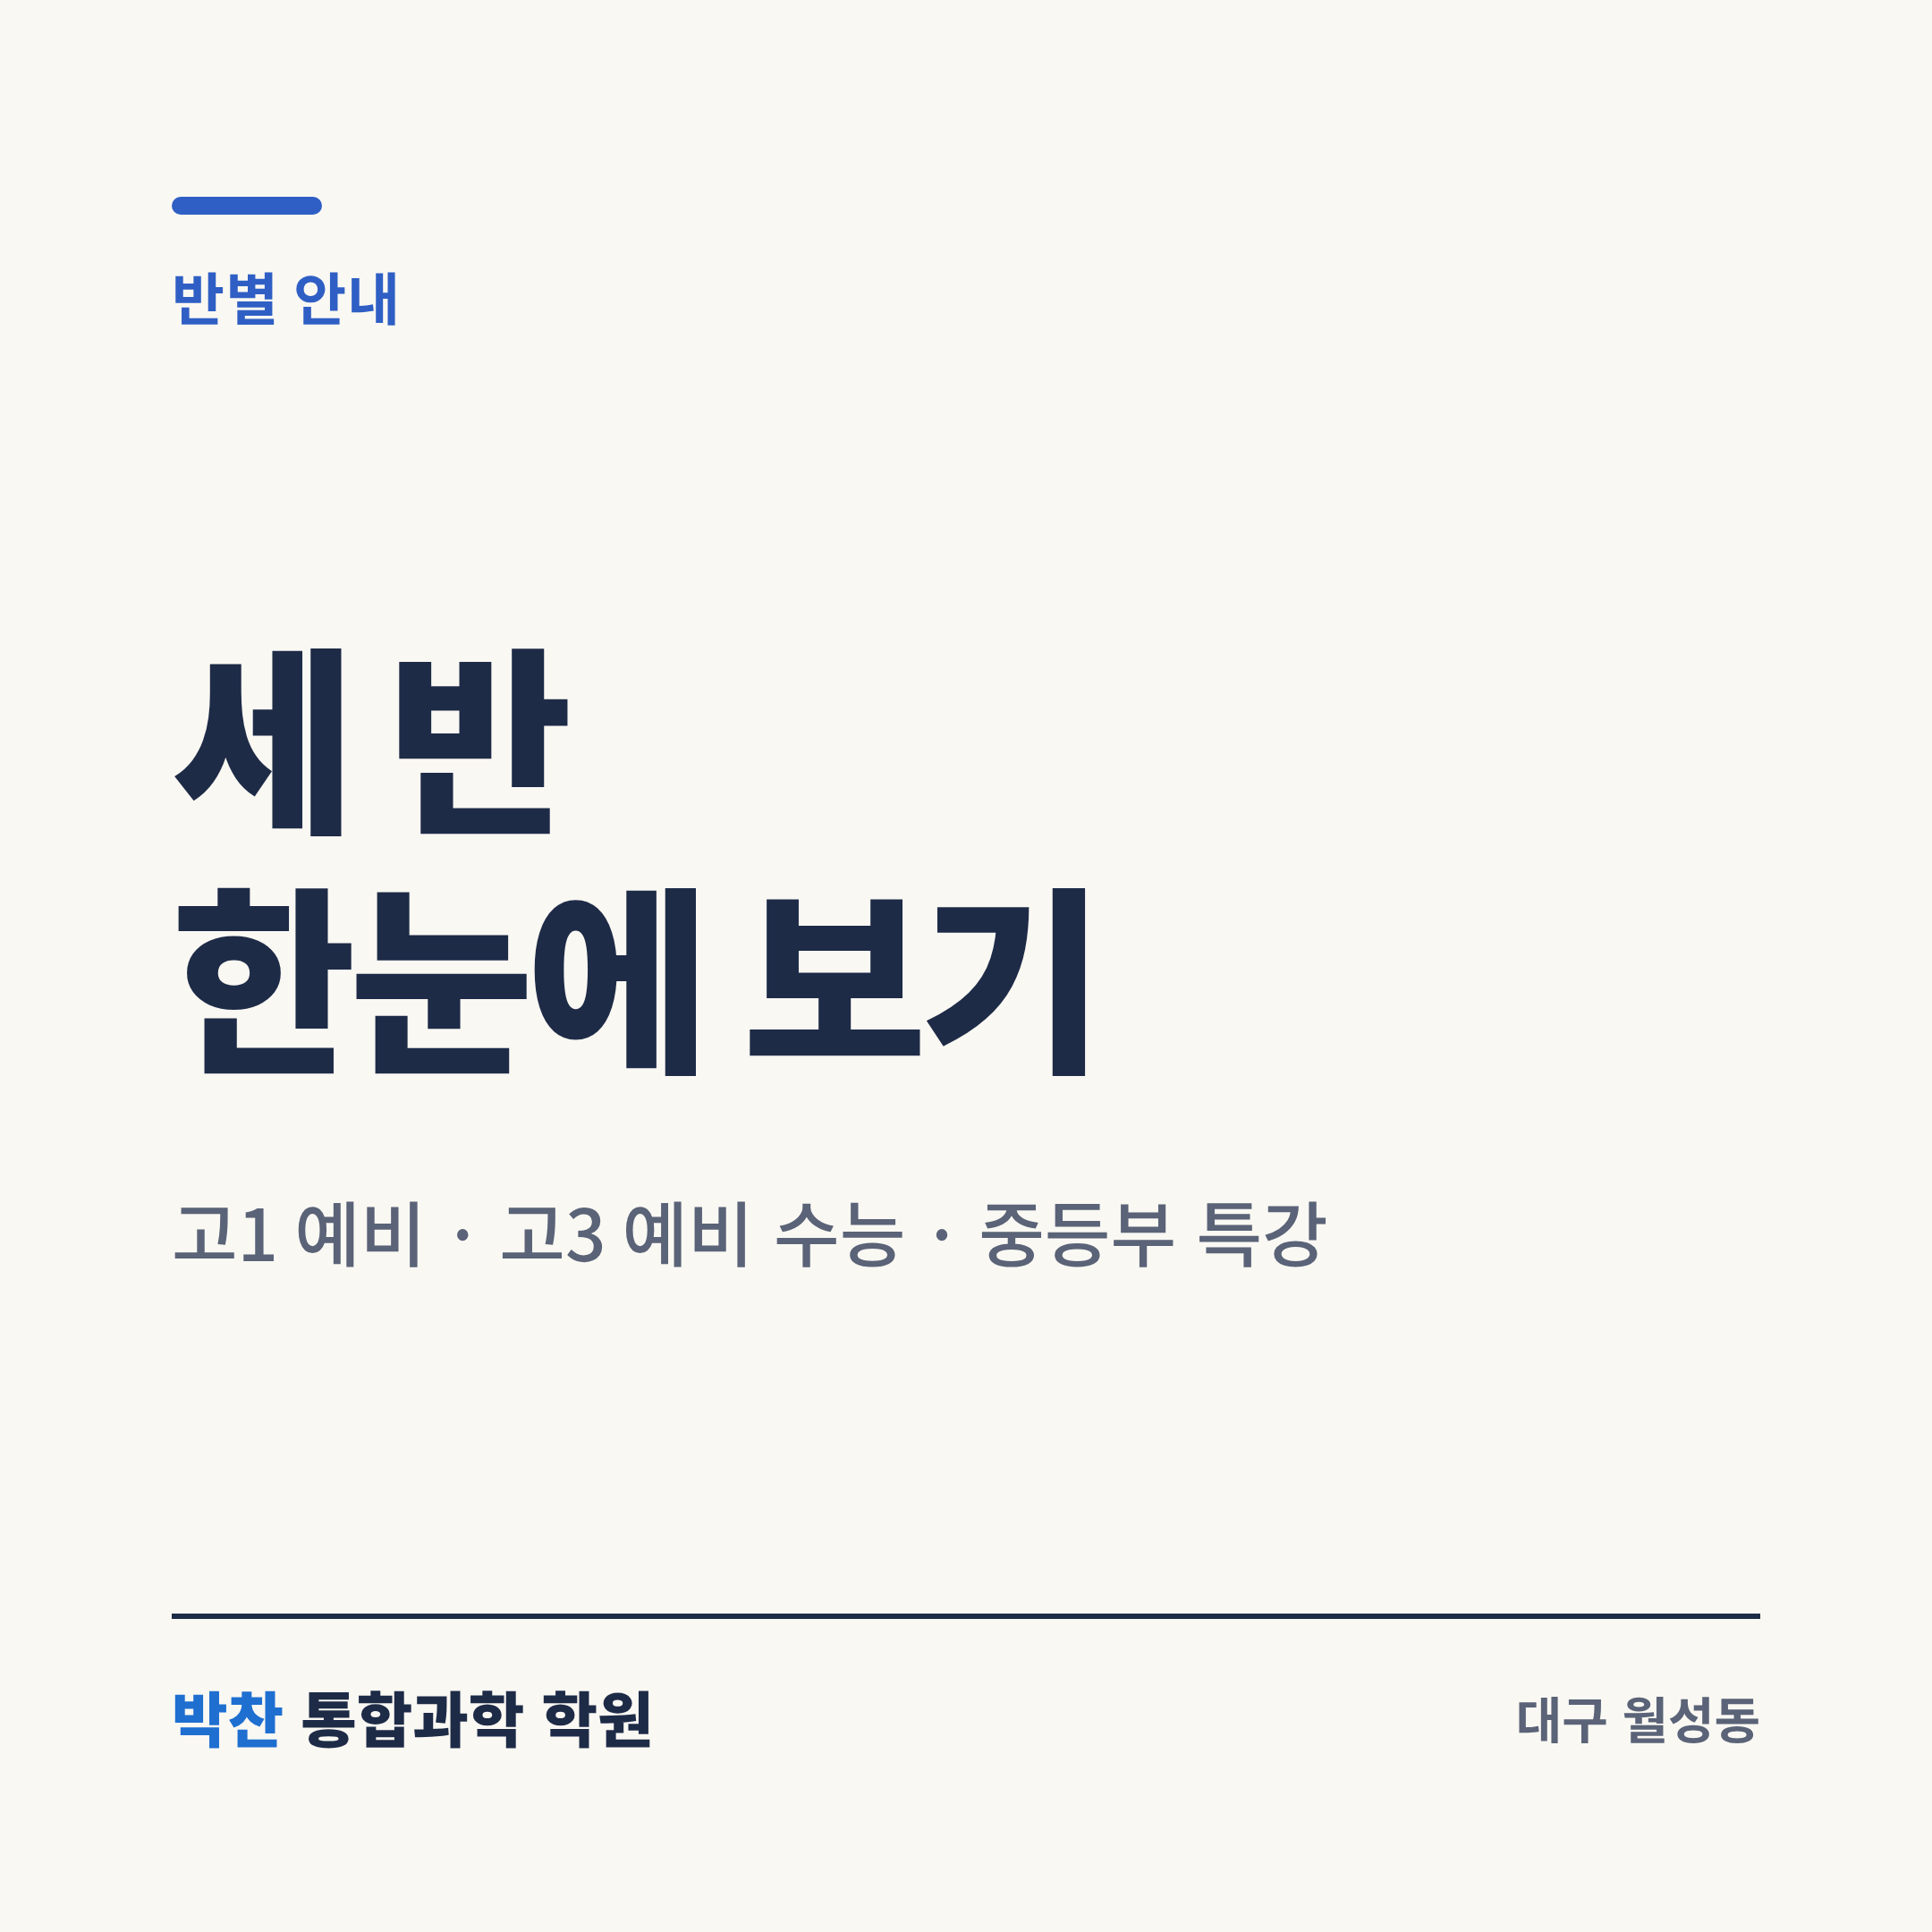 반별 안내
세 반
한눈에 보기
고1 예비 · 고3 예비 수능 · 중등부 특강
박찬 통합과학 학원
대구 월성동